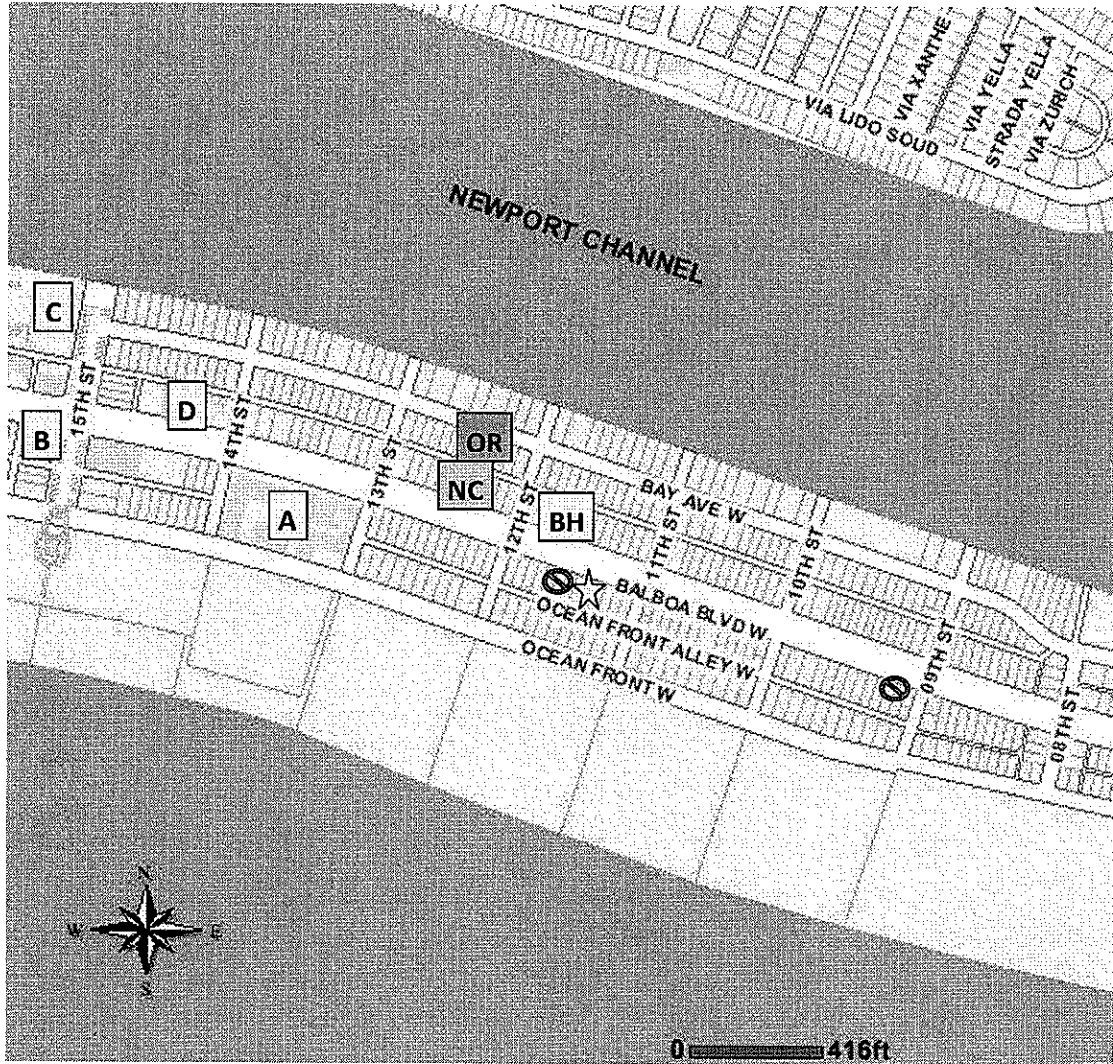 VIA XANTHE
VIA YELLA
STRADA YELLA
VIA ZURICH
VIA LIDO SOUD
NEWPORT CHANNEL
C
15TH ST
D
B
14TH ST
OR
13TH ST
NC
A
12TH ST
BH
BAY AVE W
11TH ST
10TH ST
BALBOA BLVD W
OCEAN FRONT ALLEY W
OCEAN FRONT W
09TH ST
08TH ST
N
W E
S
0 416ft